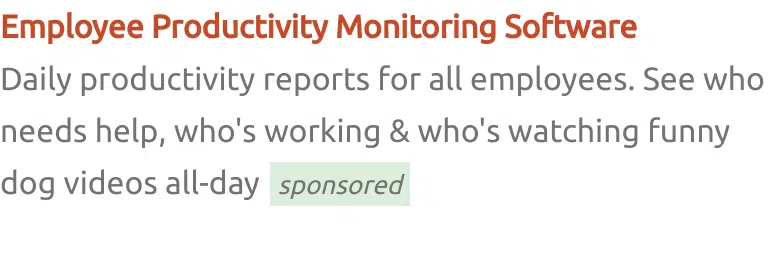 Employee Productivity Monitoring Software
Daily productivity reports for all employees. See who
needs help, who's working & who's watching funny
dog videos all-day sponsored